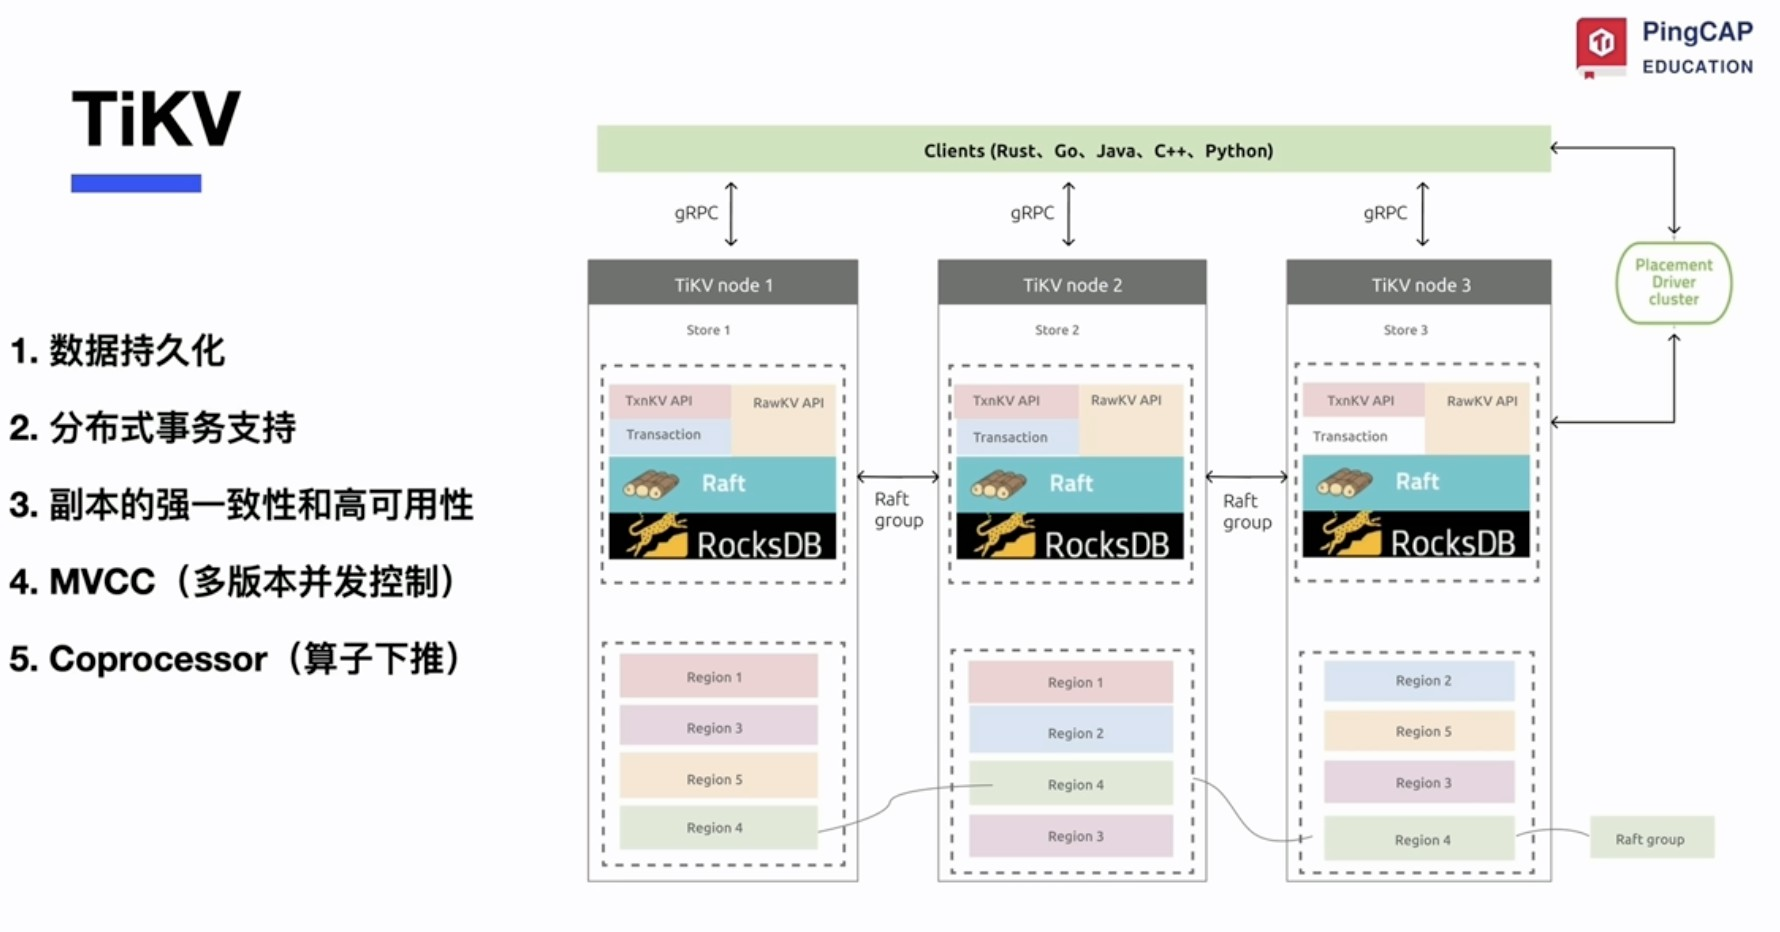 PingCAP
EDUCATION
TiKV
1. 数据持久化
2. 分布式事务支持
3. 副本的强一致性和高可用性
4. MVCC（多版本并发控制）
5. Coprocessor（算子下推）
Clients (Rust、Go、Java、C++、Python)
gRPC
gRPC
gRPC
Placement
Driver
cluster
TiKV node 1
Store 1
TxnKV API
RawKV API
Transaction
Raft
RocksDB
Region 1
Region 3
Region 5
Region 4
Raft
group
TiKV node 2
Store 2
TxnKV API
RawKV API
Transaction
Raft
RocksDB
Region 1
Region 2
Region 4
Region 3
Raft
group
TiKV node 3
Store 3
TxnKV API
RawKV API
Transaction
Raft
RocksDB
Region 2
Region 5
Region 3
Region 4
Raft group